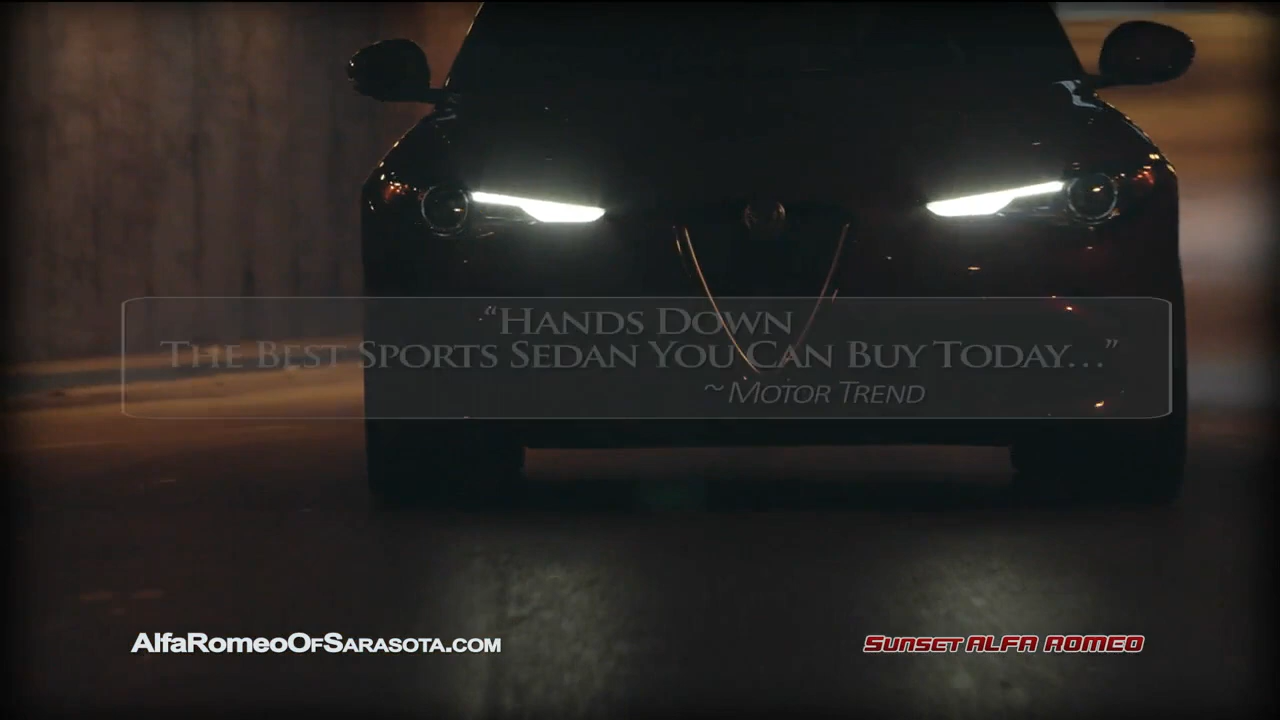 “Hands Down
The Best Sports Sedan You Can Buy Today...”
~ Motor Trend
AlfaRomeoOfSarasota.com
Sunset ALFA ROMEO